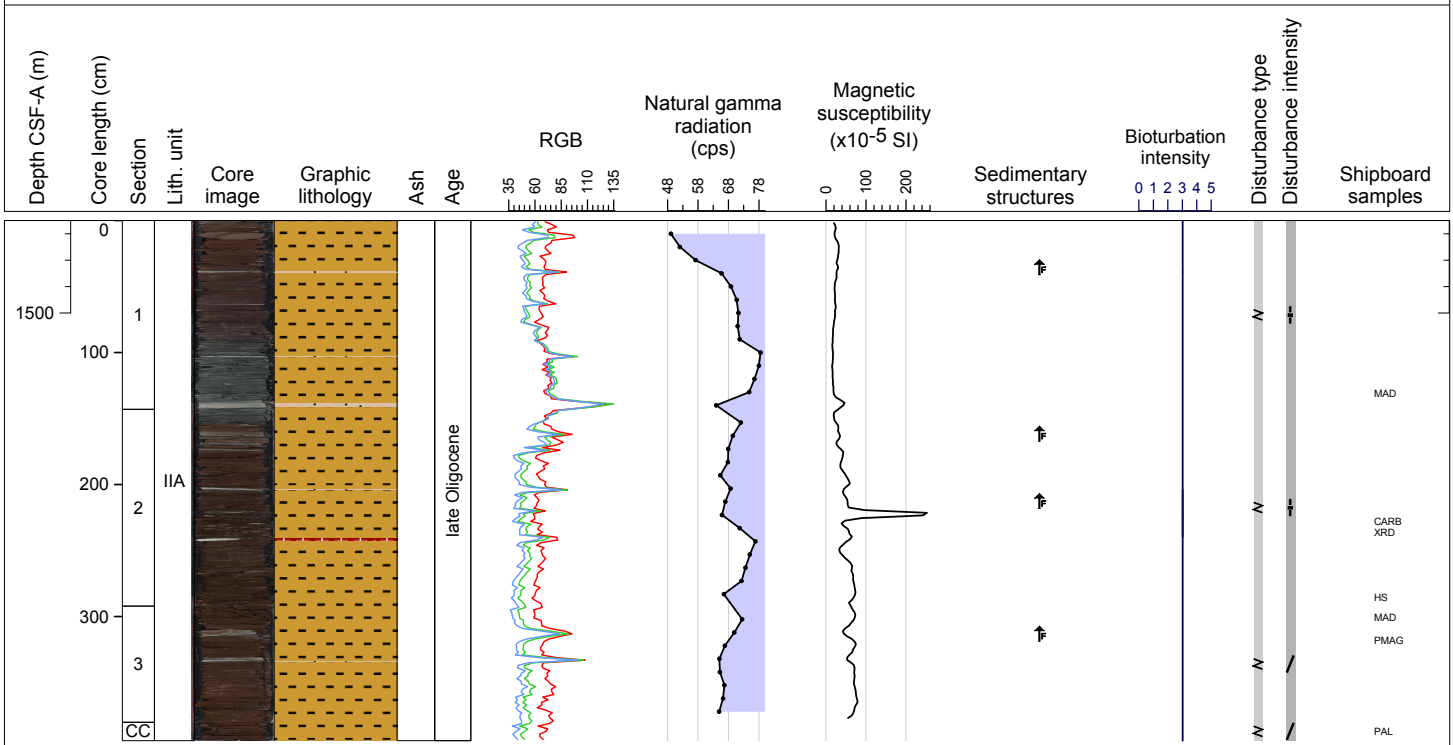 Depth CSF-A (m)
Core length (cm)
Section
Lith. unit
Core
image
Graphic
lithology
Ash
Age
RGB
35 60 85 110 135
Natural gamma
radiation
(cps)
48 58 68 78
Magnetic
susceptibility
(x10-5 SI)
0 100 200
Sedimentary
structures
Bioturbation
intensity
0 1 2 3 4 5
Disturbance type
Disturbance intensity
Shipboard
samples
0
F
1500
1
100
MAD
F
IIA
late Oligocene
200
F
2
CARB
XRD
HS
300
MAD
F
PMAG
3
CC
PAL